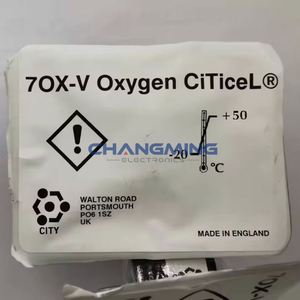 7OX-V Oxygen CiTiceL®
+50
CHANGMING
ELECTRONICS
-20
°C
CITY
WALTON ROAD
PORTSMOUTH
PO6 1SZ
UK
MADE IN ENGLAND